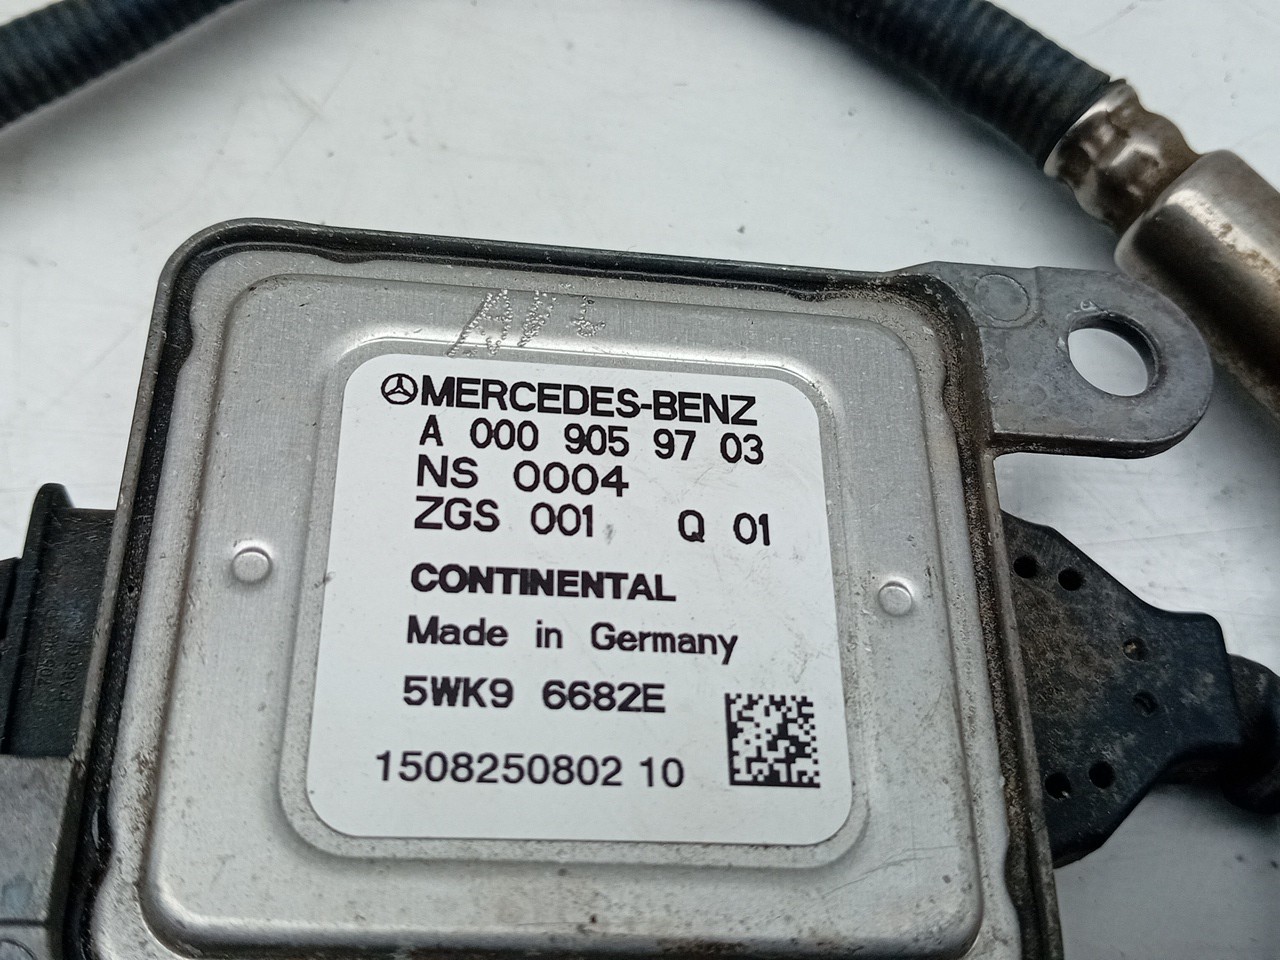 MERCEDES-BENZ
A 000 905 97 03
NS 0004
ZGS 001 Q 01
CONTINENTAL
Made in Germany
5WK9 6682E
1508250802 10